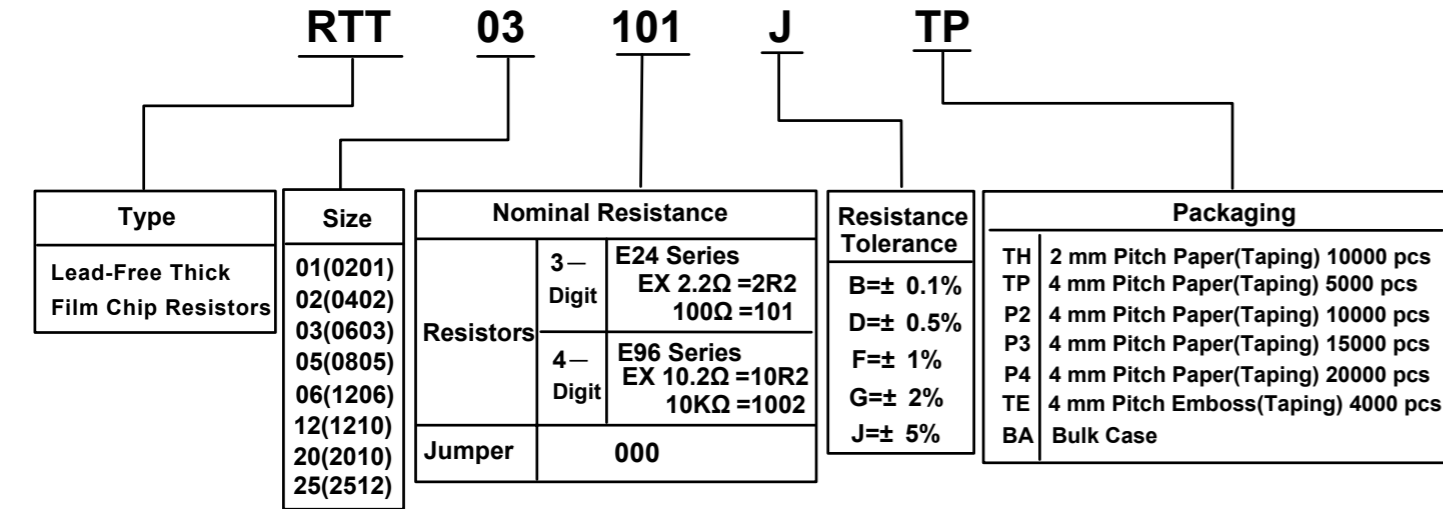 RTT 03 101 J TP
Type
Lead-Free Thick
Film Chip Resistors
Size
01(0201)
02(0402)
03(0603)
05(0805)
06(1206)
12(1210)
20(2010)
25(2512)
Nominal Resistance
Resistors
3—
Digit
E24 Series
EX 2.2Ω =2R2
100Ω =101
4—
Digit
E96 Series
EX 10.2Ω =10R2
10KΩ =1002
Jumper 000
Resistance
Tolerance
B=± 0.1%
D=± 0.5%
F=± 1%
G=± 2%
J=± 5%
Packaging
TH 2 mm Pitch Paper(Taping) 10000 pcs
TP 4 mm Pitch Paper(Taping) 5000 pcs
P2 4 mm Pitch Paper(Taping) 10000 pcs
P3 4 mm Pitch Paper(Taping) 15000 pcs
P4 4 mm Pitch Paper(Taping) 20000 pcs
TE 4 mm Pitch Emboss(Taping) 4000 pcs
BA Bulk Case